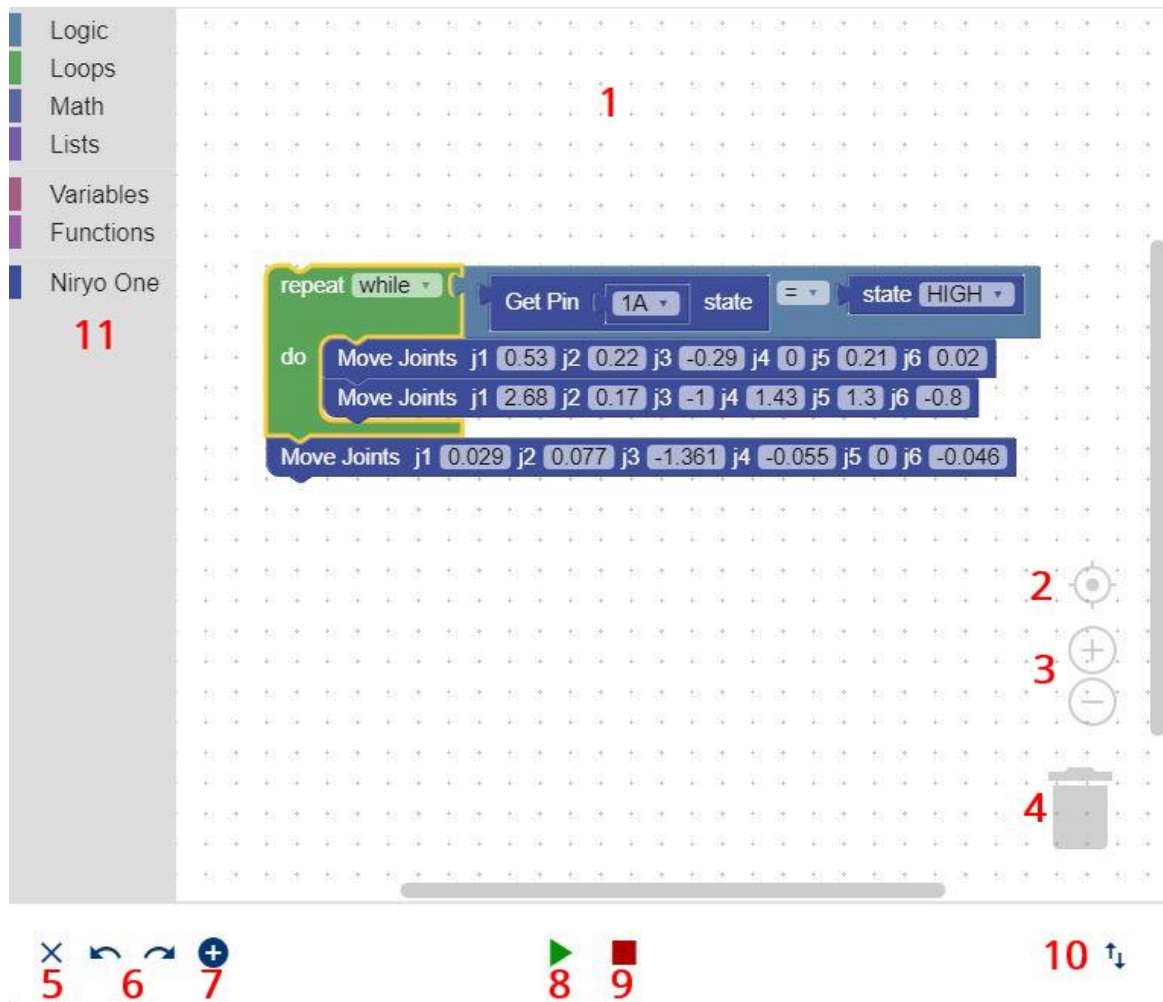 Logic
Loops
Math
Lists
Variables
Functions
Niryo One
11
1
repeat while Get Pin 1A state = state HIGH
do Move Joints j1 0.53 j2 0.22 j3 -0.29 j4 0 j5 0.21 j6 0.02
Move Joints j1 2.68 j2 0.17 j3 -1 j4 1.43 j5 1.3 j6 -0.8
Move Joints j1 0.029 j2 0.077 j3 -1.361 j4 -0.055 j5 0 j6 -0.046
2
3
4
5 6 7 8 9 10